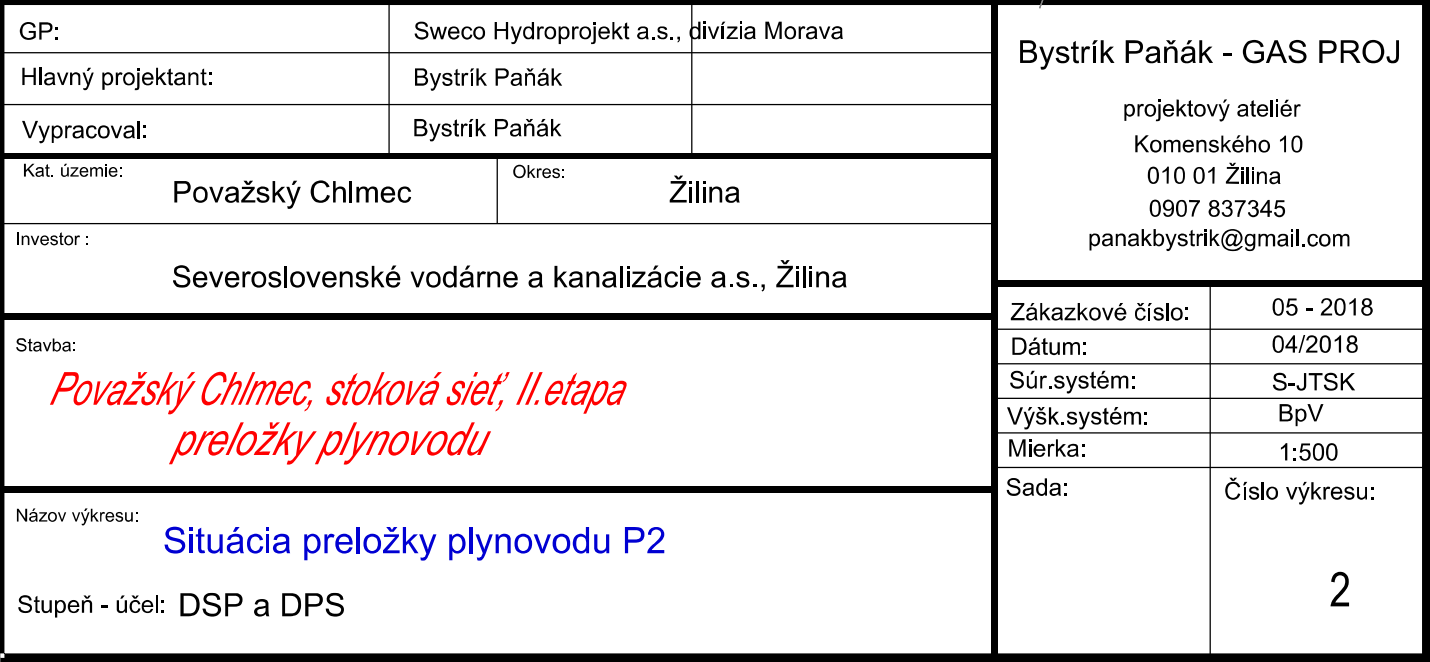 GP: Sweco Hydroprojekt a.s., divízia Morava
Hlavný projektant: Bystrík Paňák
Vypracoval: Bystrík Paňák
Kat. územie: Považský Chlmec Okres: Žilina
Investor :
Severoslovenské vodárne a kanalizácie a.s., Žilina
Stavba:
Považský Chlmec, stoková sieť, II.etapa
preložky plynovodu
Názov výkresu:
Situácia preložky plynovodu P2
Stupeň - účel: DSP a DPS
Bystrík Paňák - GAS PROJ
projektový ateliér
Komenského 10
010 01 Žilina
0907 837345
panakbystrik@gmail.com
Zákazkové číslo: 05 - 2018
Dátum: 04/2018
Súr.systém: S-JTSK
Výšk.systém: BpV
Mierka: 1:500
Sada: Číslo výkresu:
2